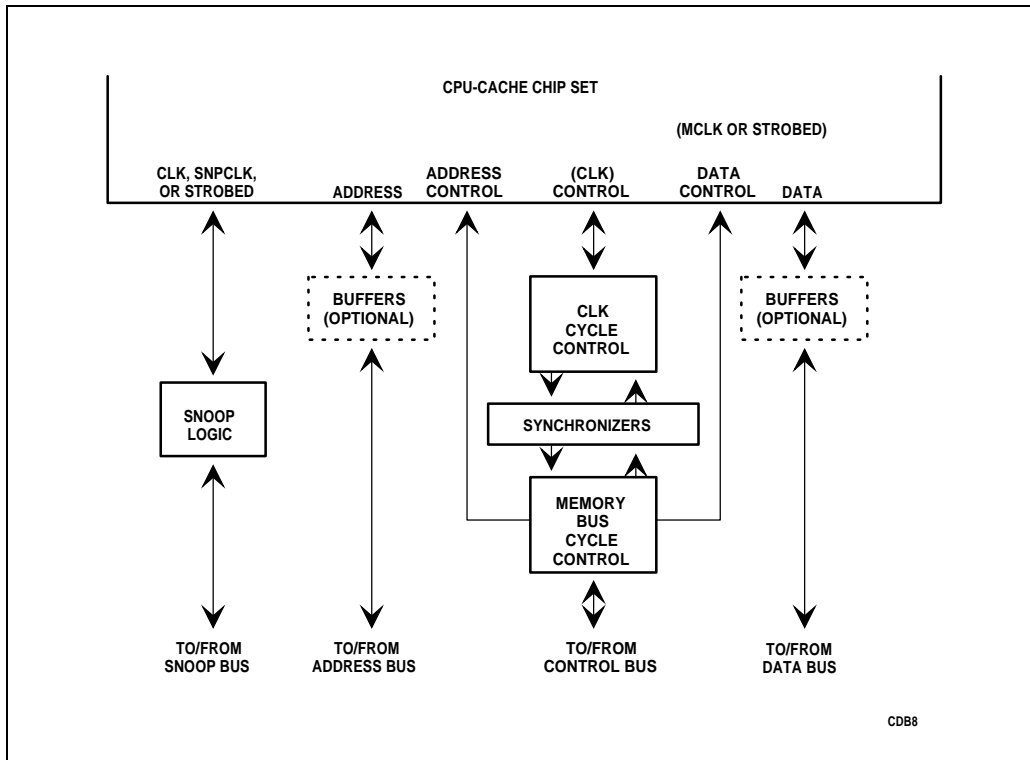 CPU-CACHE CHIP SET
(MCLK OR STROBED)
CLK, SNPCLK,
OR STROBED
ADDRESS
ADDRESS
CONTROL
(CLK)
CONTROL
DATA
CONTROL
DATA
BUFFERS
(OPTIONAL)
CLK
CYCLE
CONTROL
BUFFERS
(OPTIONAL)
SNOOP
LOGIC
SYNCHRONIZERS
MEMORY
BUS
CYCLE
CONTROL
TO/FROM
SNOOP BUS
TO/FROM
ADDRESS BUS
TO/FROM
CONTROL BUS
TO/FROM
DATA BUS
CDB8